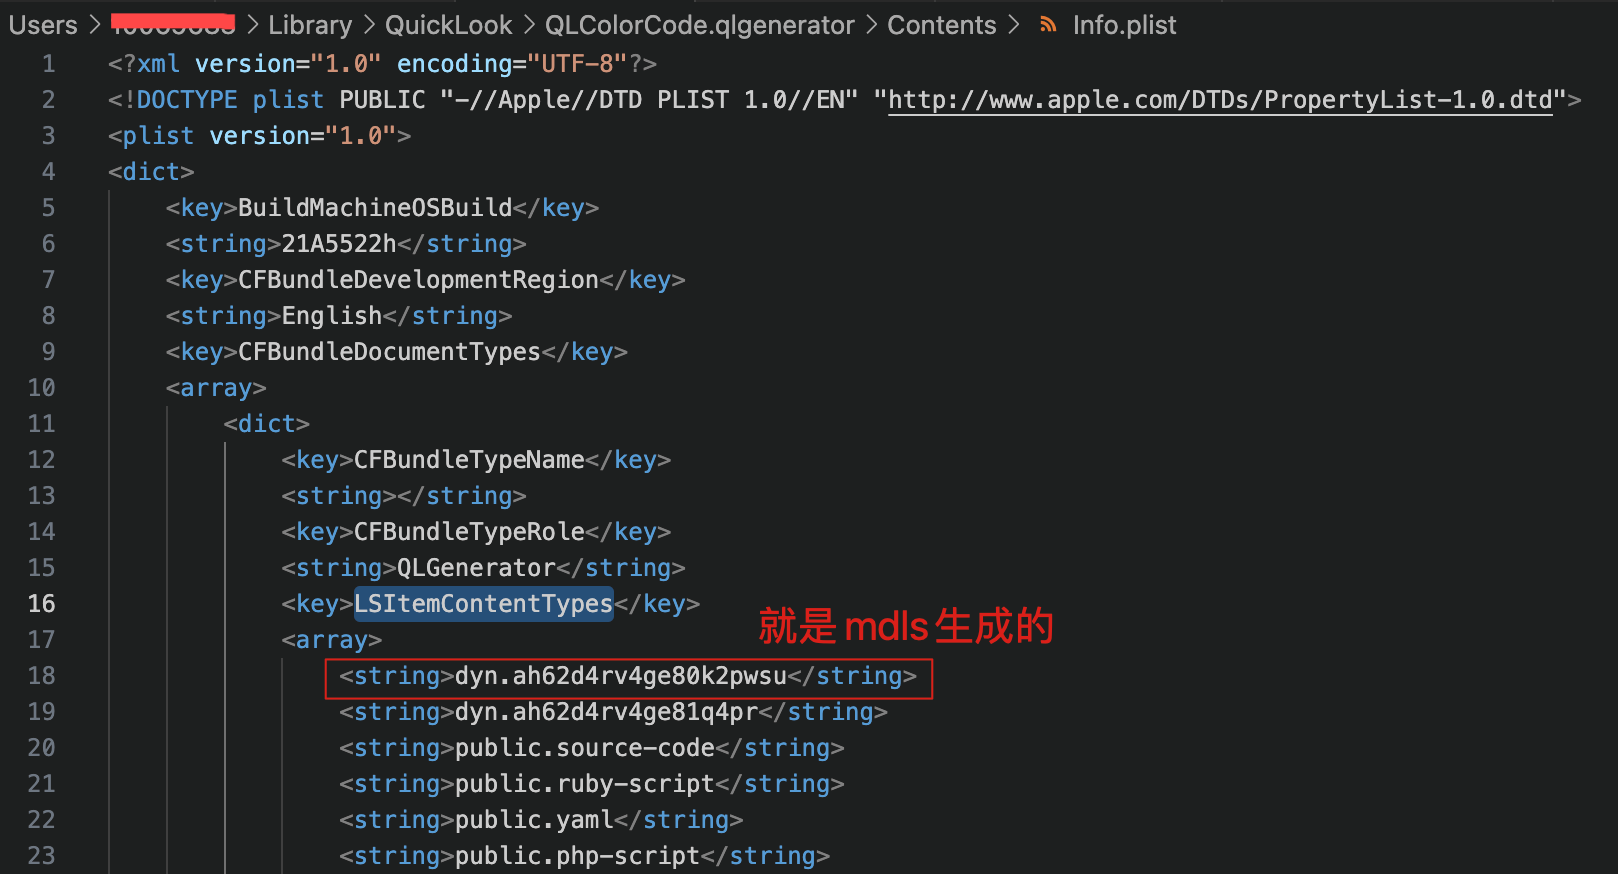 Users > Library > QuickLook > QLColorCode.qlgenerator > Contents > Info.plist
1 <?xml version="1.0" encoding="UTF-8"?>
2 <!DOCTYPE plist PUBLIC "-//Apple//DTD PLIST 1.0//EN" "http://www.apple.com/DTDs/PropertyList-1.0.dtd">
3 <plist version="1.0">
4 <dict>
5 <key>BuildMachineOSBuild</key>
6 <string>21A5522h</string>
7 <key>CFBundleDevelopmentRegion</key>
8 <string>English</string>
9 <key>CFBundleDocumentTypes</key>
10 <array>
11 <dict>
12 <key>CFBundleTypeName</key>
13 <string></string>
14 <key>CFBundleTypeRole</key>
15 <string>QLGenerator</string>
16 <key>LSItemContentTypes</key>
就是mdls生成的
17 <array>
18 <string>dyn.ah62d4rv4ge80k2pwsu</string>
19 <string>dyn.ah62d4rv4ge81q4pr</string>
20 <string>public.source-code</string>
21 <string>public.ruby-script</string>
22 <string>public.yaml</string>
23 <string>public.php-script</string>